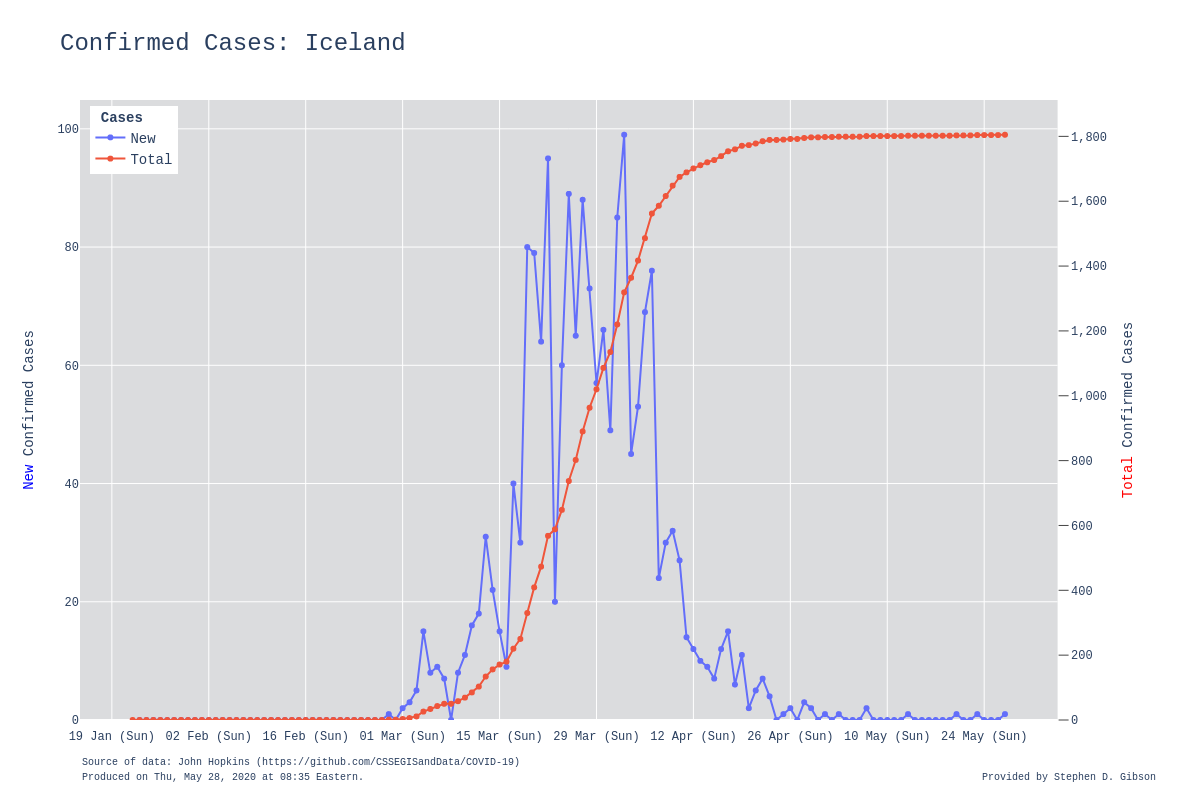 Confirmed Cases: Iceland
Cases
New
Total
100
80
60
40
20
0
1,800
1,600
1,400
1,200
1,000
800
600
400
200
0
New Confirmed Cases
Total Confirmed Cases
19 Jan (Sun) 02 Feb (Sun) 16 Feb (Sun) 01 Mar (Sun) 15 Mar (Sun) 29 Mar (Sun) 12 Apr (Sun) 26 Apr (Sun) 10 May (Sun) 24 May (Sun)
Source of data: John Hopkins (https://github.com/CSSEGISandData/COVID-19)
Produced on Thu, May 28, 2020 at 08:35 Eastern.
Provided by Stephen D. Gibson